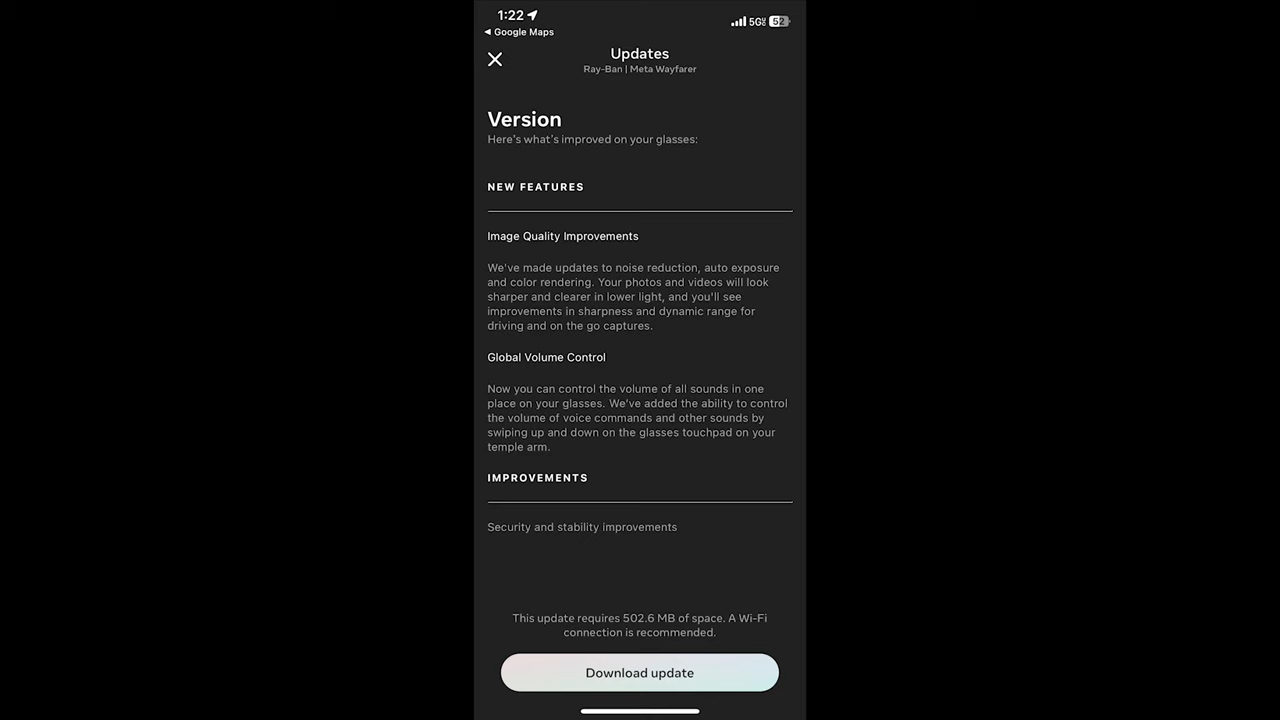 1:22
5G
52
◀ Google Maps
Updates
Ray-Ban | Meta Wayfarer
Version
Here's what's improved on your glasses:
NEW FEATURES
Image Quality Improvements
We've made updates to noise reduction, auto exposure
and color rendering. Your photos and videos will look
sharper and clearer in lower light, and you'll see
improvements in sharpness and dynamic range for
driving and on the go captures.
Global Volume Control
Now you can control the volume of all sounds in one
place on your glasses. We've added the ability to control
the volume of voice commands and other sounds by
swiping up and down on the glasses touchpad on your
temple arm.
IMPROVEMENTS
Security and stability improvements
This update requires 502.6 MB of space. A Wi-Fi
connection is recommended.
Download update